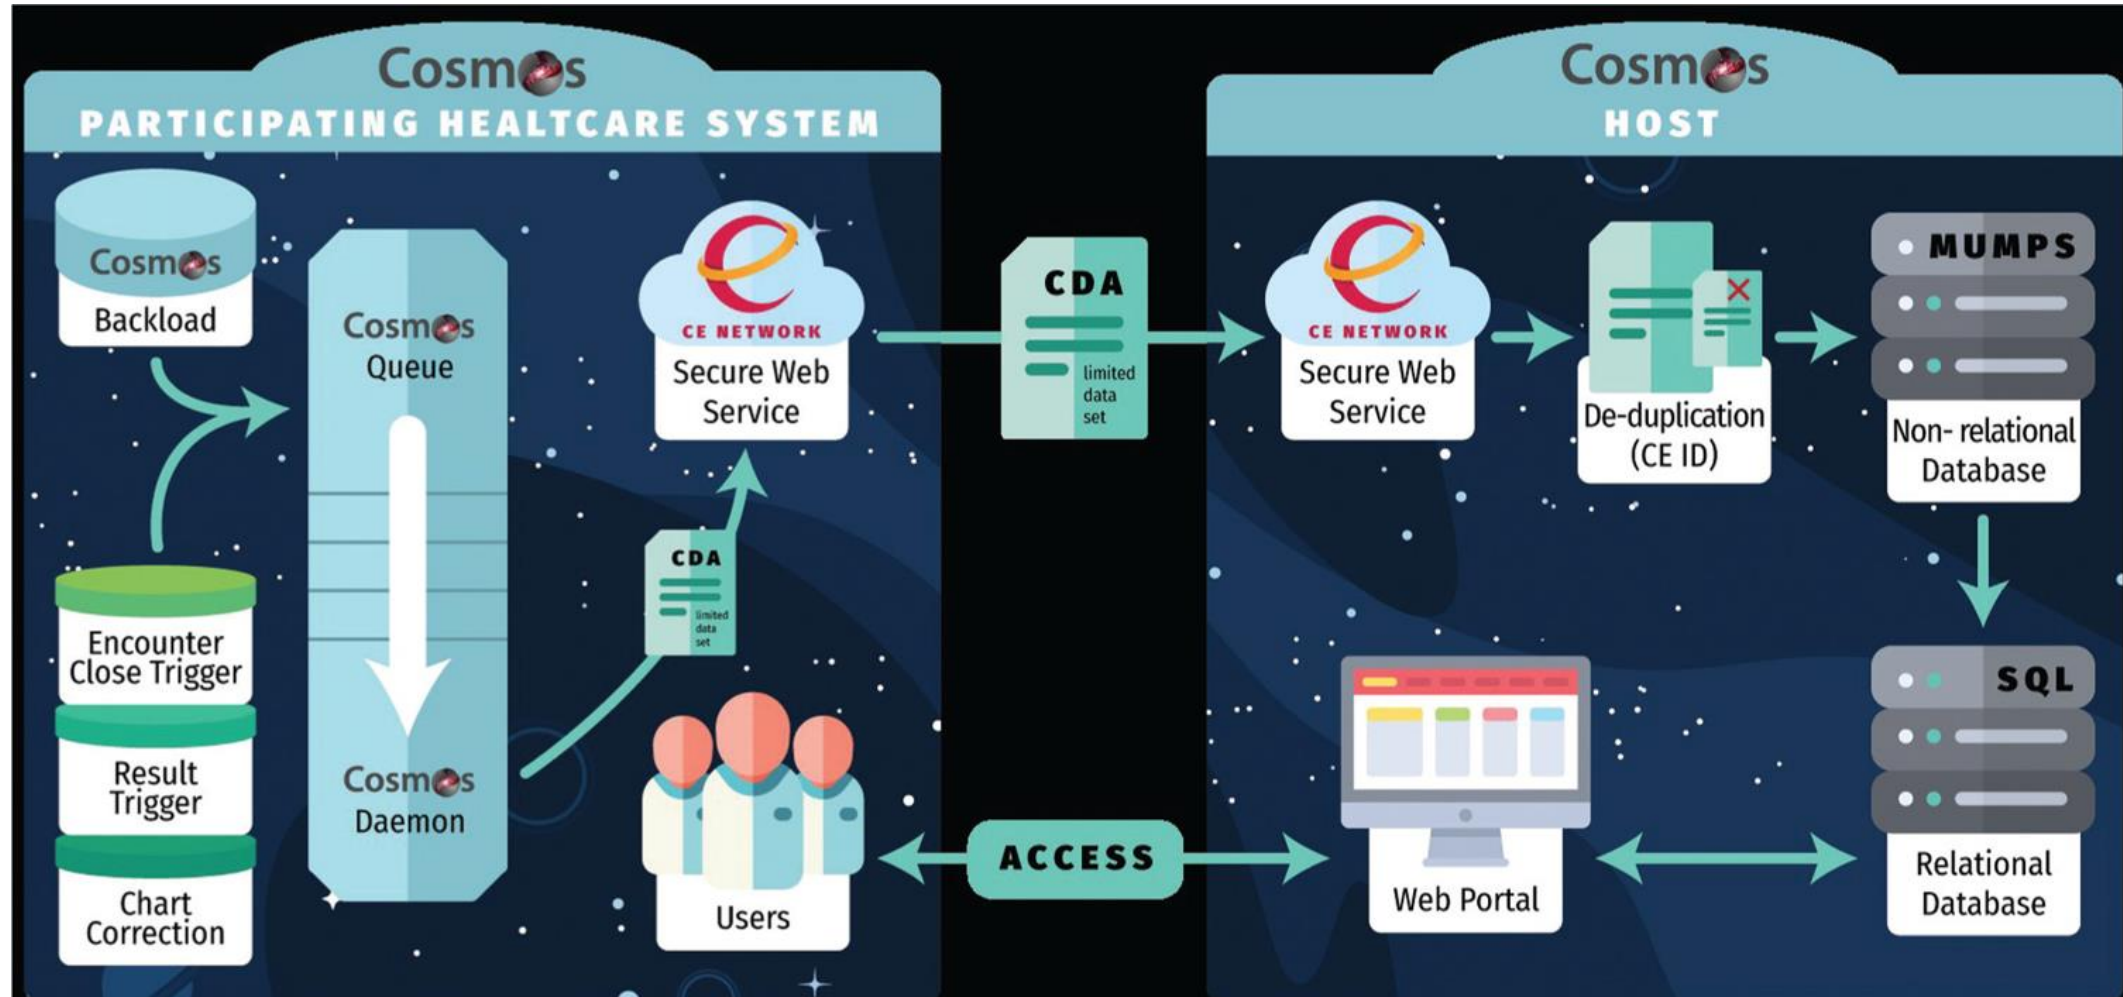 Cosmos
PARTICIPATING HEALTCARE SYSTEM
Cosmos
Backload
Encounter
Close Trigger
Result
Trigger
Chart
Correction
Cosmos
Queue
Cosmos
Daemon
CDA
limited
data
set
CE NETWORK
Secure Web
Service
Users
CDA
limited
data
set
ACCESS
Cosmos
HOST
CE NETWORK
Secure Web
Service
De-duplication
(CE ID)
MUMPS
Non- relational
Database
SQL
Relational
Database
Web Portal